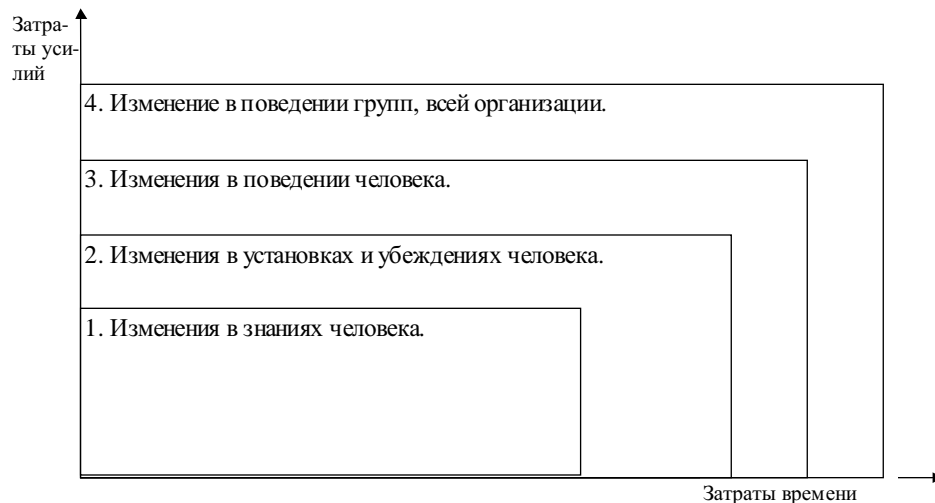 Затра-
ты уси-
лий
4. Изменение в поведении групп, всей организации.
3. Изменения в поведении человека.
2. Изменения в установках и убеждениях человека.
1. Изменения в знаниях человека.
Затраты времени